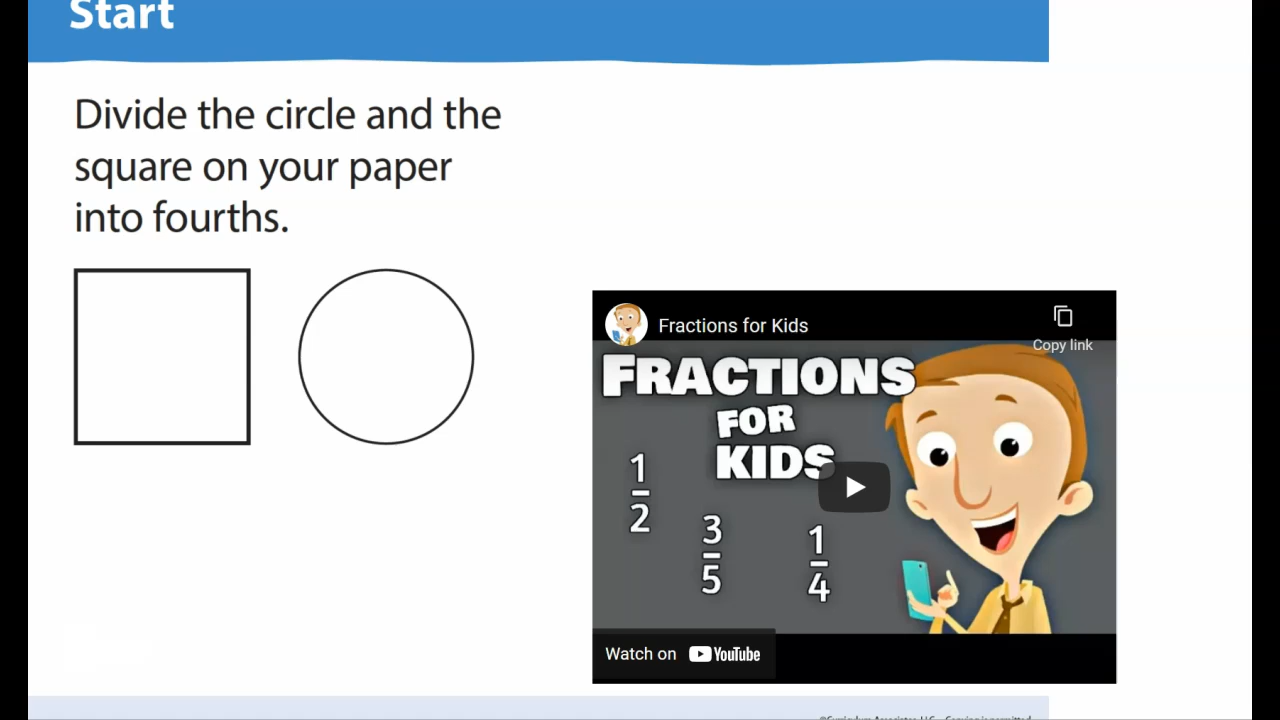 Start
Divide the circle and the
square on your paper
into fourths.
Fractions for Kids
Copy link
FRACTIONS
FOR
KIDS
1
2
3
5
1
4
Watch on YouTube